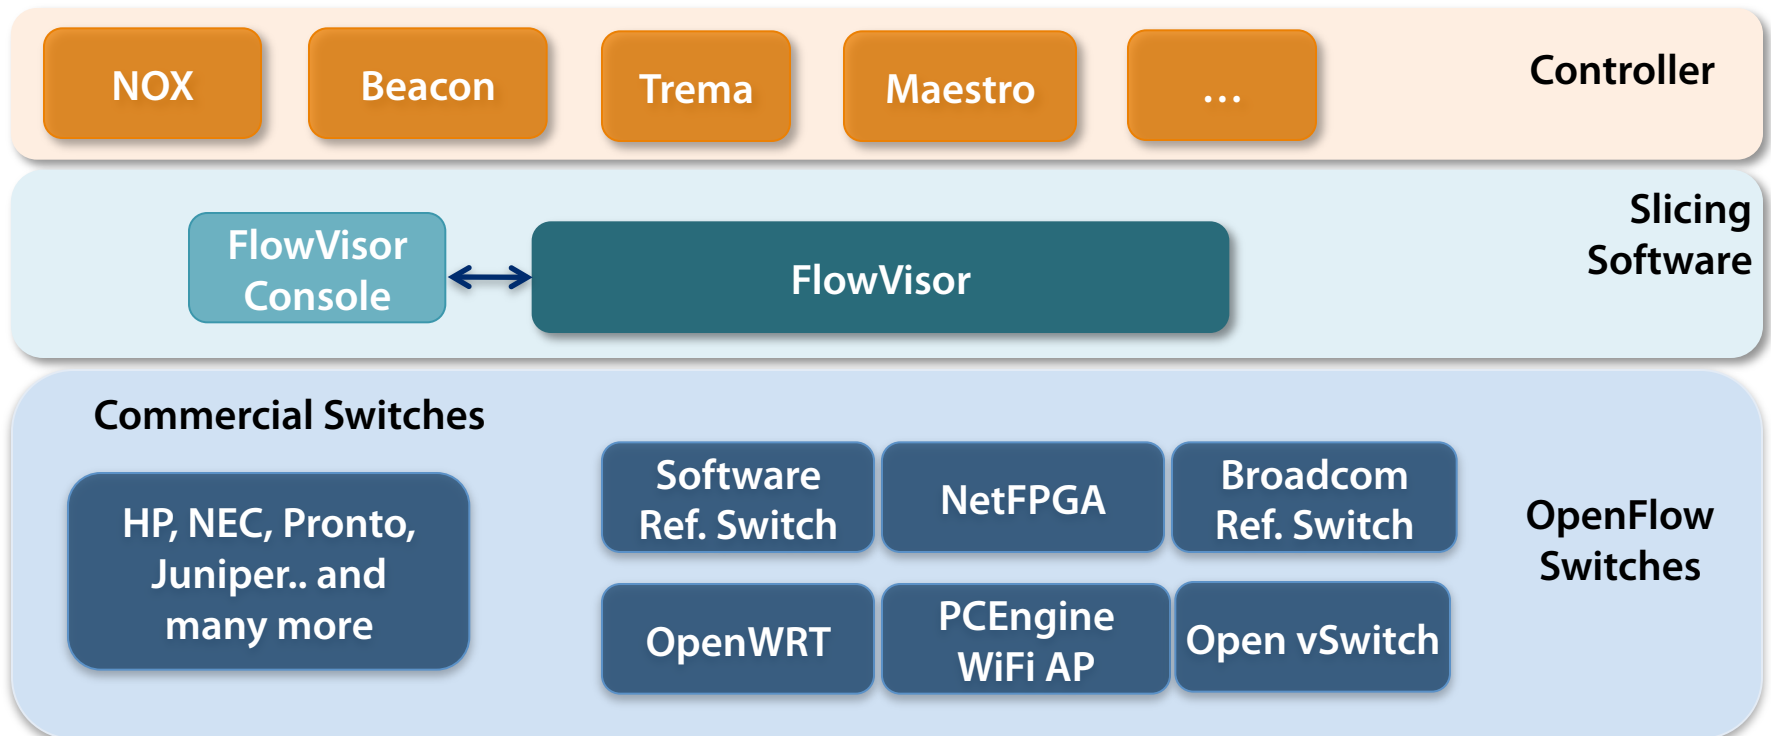 NOX
Beacon
Trema
Maestro
...
Controller
FlowVisor
Console
FlowVisor
Slicing
Software
Commercial Switches
HP, NEC, Pronto,
Juniper.. and
many more
Software
Ref. Switch
NetFPGA
Broadcom
Ref. Switch
OpenWRT
PCEngine
WiFi AP
Open vSwitch
OpenFlow
Switches